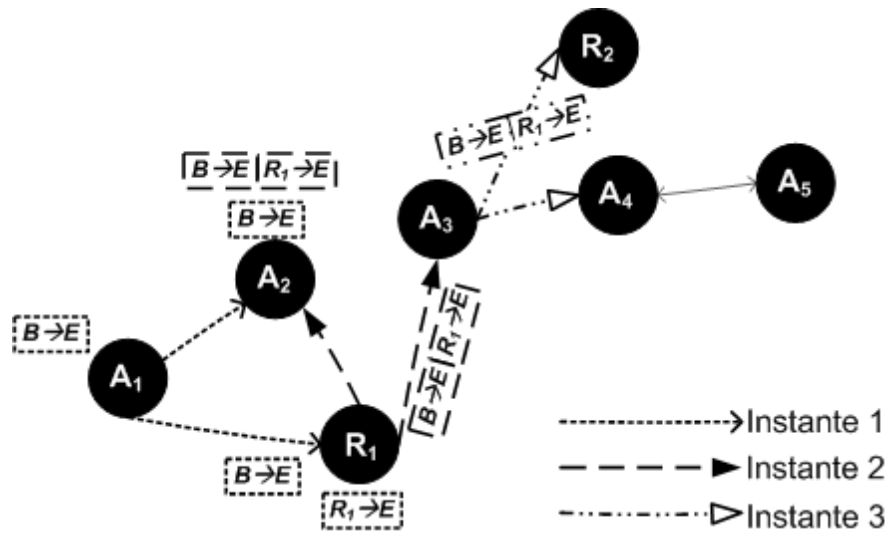 R₂
B→E R₁→E
B→E|R₁→E|
B→E
A₃
A₄
A₅
A₂
B→E
A₁
B→E|R₁→E|
R₁
B→E
R₁→E
Instante 1
Instante 2
Instante 3